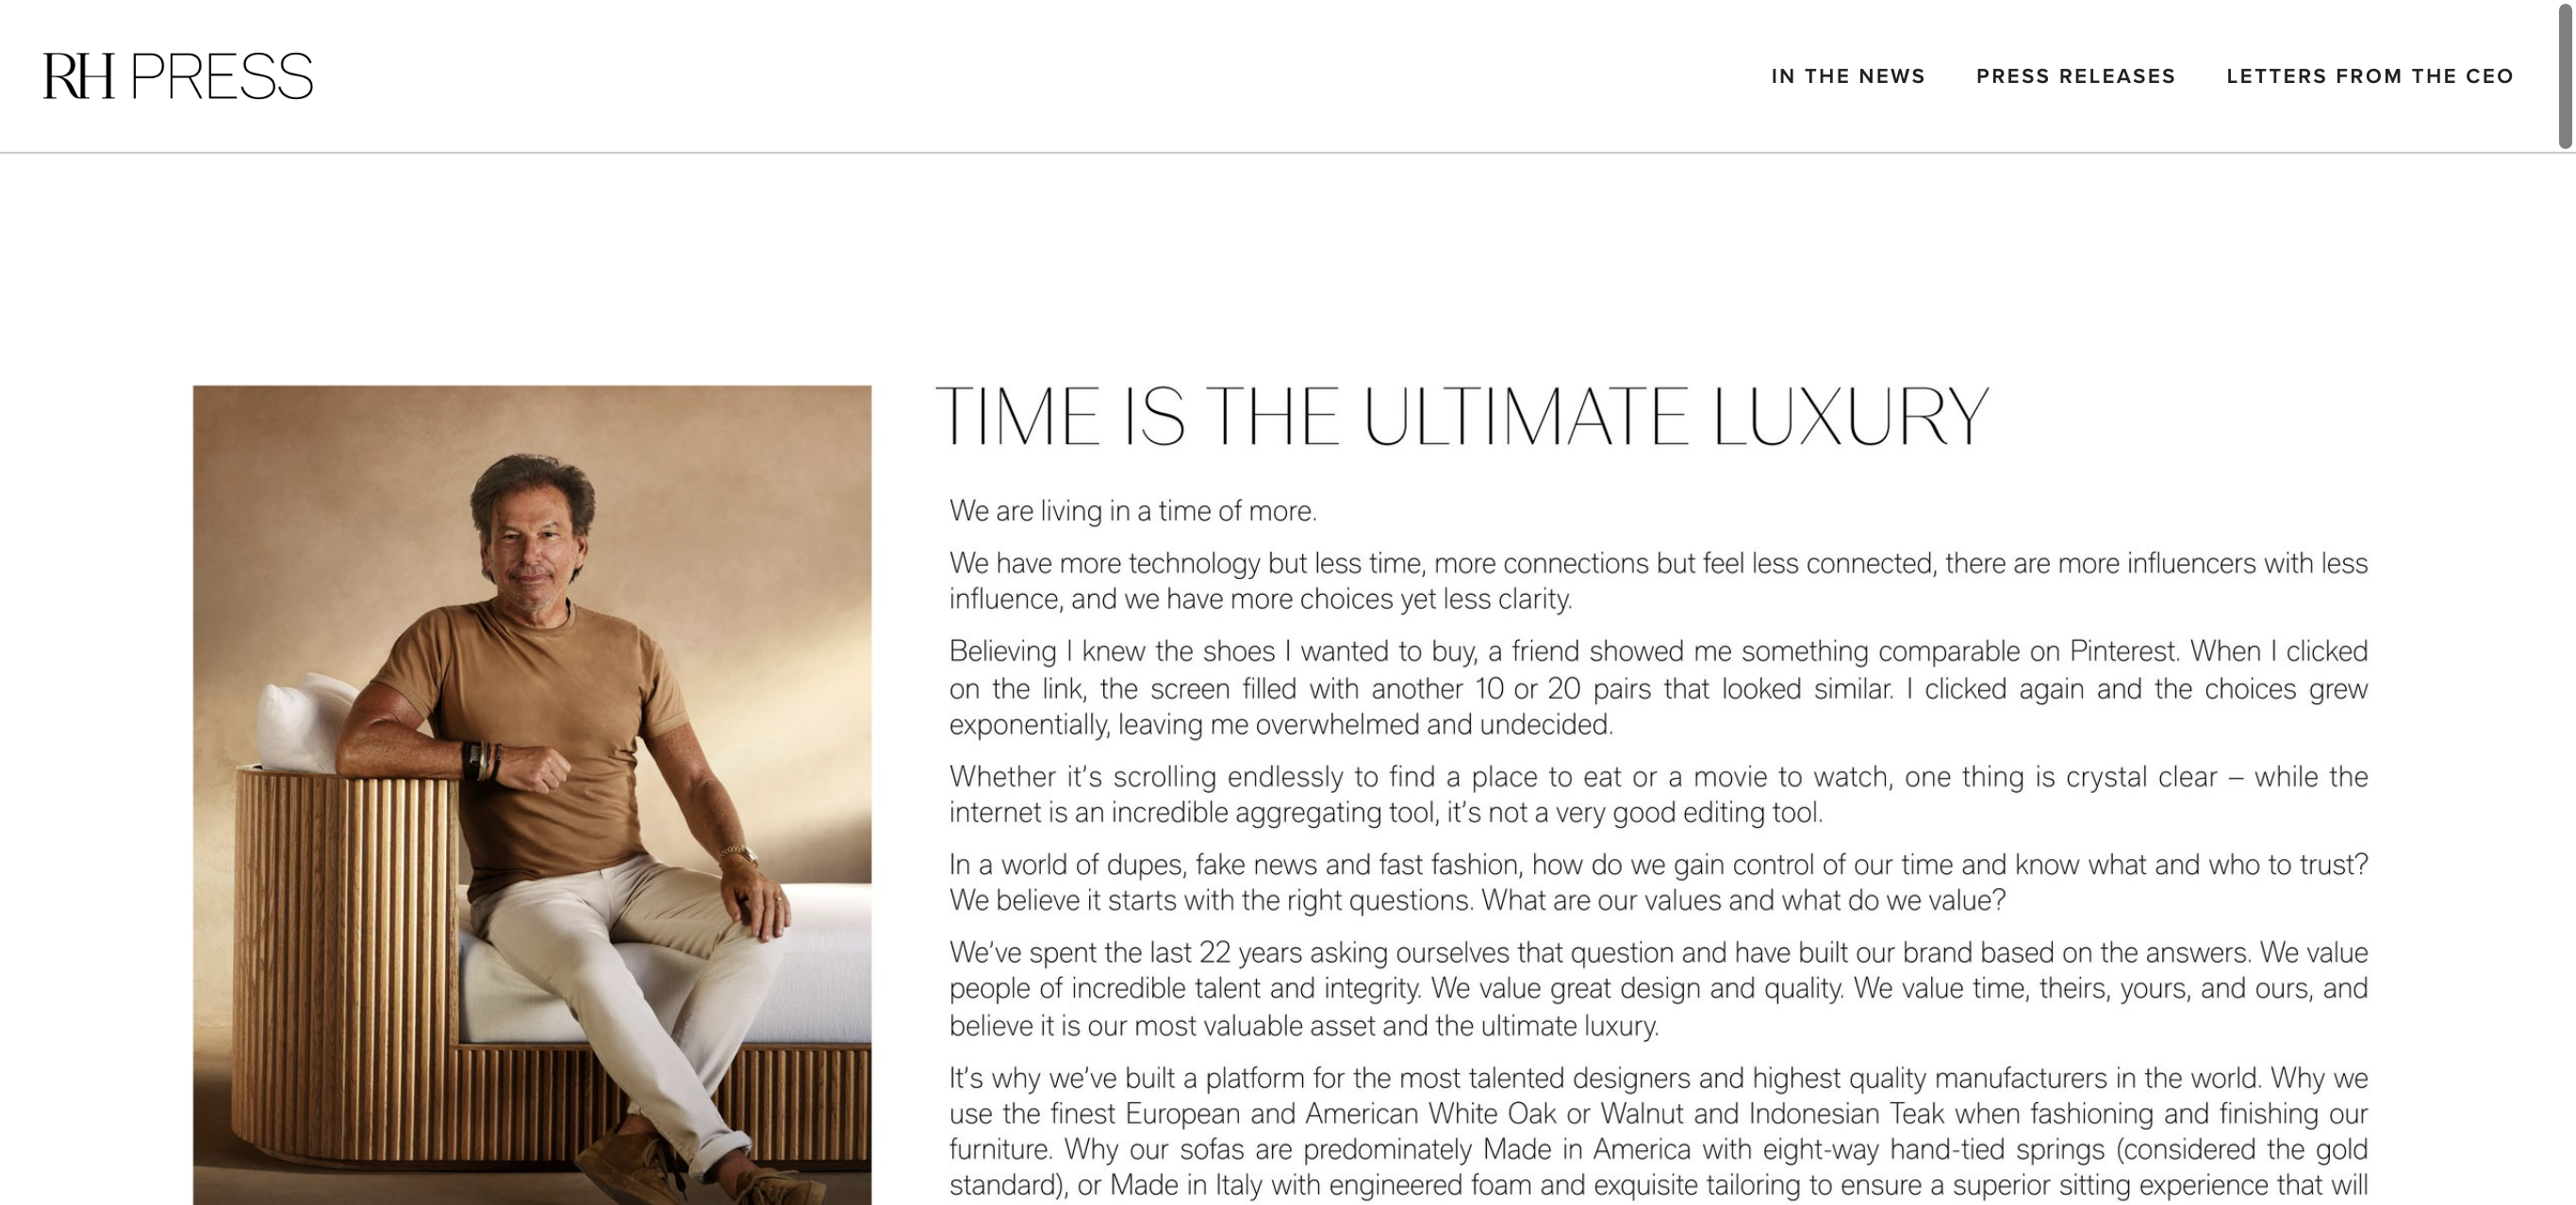 RH PRESS
IN THE NEWS
PRESS RELEASES
LETTERS FROM THE CEO
TIME IS THE ULTIMATE LUXURY
We are living in a time of more.
We have more technology but less time, more connections but feel less connected, there are more influencers with less
influence, and we have more choices yet less clarity.
Believing I knew the shoes I wanted to buy, a friend showed me something comparable on Pinterest. When I clicked
on the link, the screen filled with another 10 or 20 pairs that looked similar. I clicked again and the choices grew
exponentially, leaving me overwhelmed and undecided.
Whether it’s scrolling endlessly to find a place to eat or a movie to watch, one thing is crystal clear – while the
internet is an incredible aggregating tool, it’s not a very good editing tool.
In a world of dupes, fake news and fast fashion, how do we gain control of our time and know what and who to trust?
We believe it starts with the right questions. What are our values and what do we value?
We’ve spent the last 22 years asking ourselves that question and have built our brand based on the answers. We value
people of incredible talent and integrity. We value great design and quality. We value time, theirs, yours, and ours, and
believe it is our most valuable asset and the ultimate luxury.
It’s why we’ve built a platform for the most talented designers and highest quality manufacturers in the world. Why we
use the finest European and American White Oak or Walnut and Indonesian Teak when fashioning and finishing our
furniture. Why our sofas are predominately Made in America with eight-way hand-tied springs (considered the gold
standard), or Made in Italy with engineered foam and exquisite tailoring to ensure a superior sitting experience that will